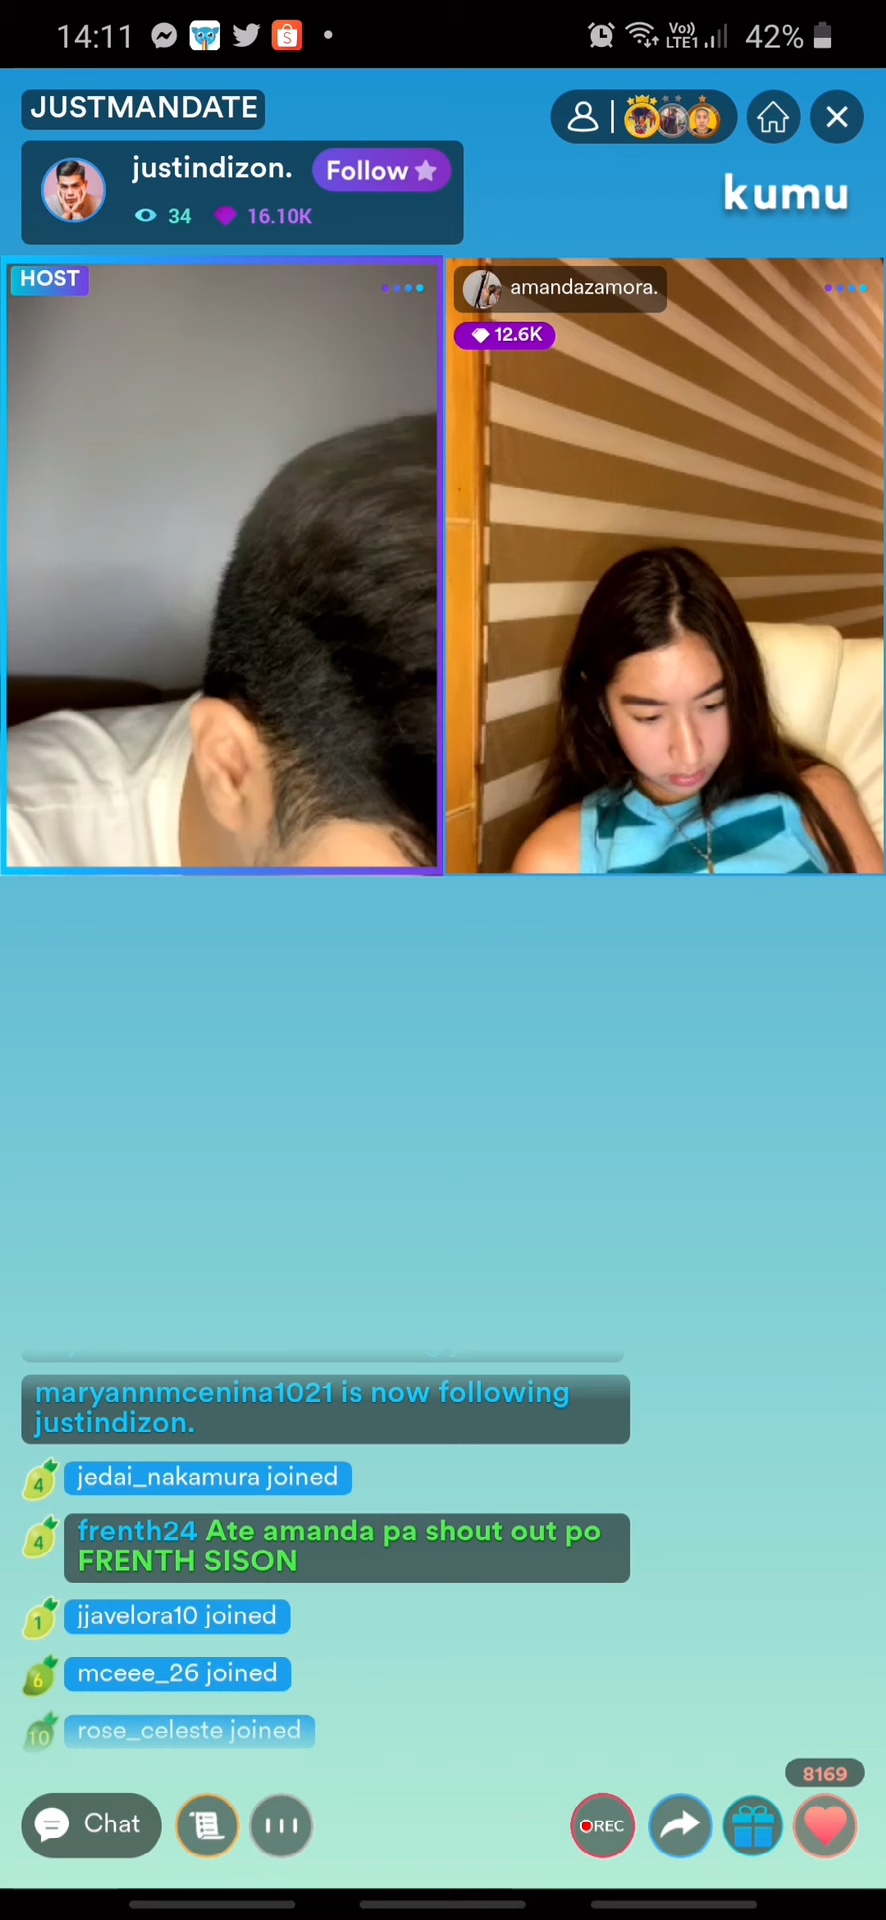 14:11
Vo))
LTE1
42%
JUSTMANDATE
justindizon.
Follow
34
16.10K
kumu
HOST
amandazamora.
12.6K
maryannmcenina1021 is now following
justindizon.
4
jedai_nakamura joined
4
frenth24 Ate amanda pa shout out po
FRENTH SISON
1
jjavelora10 joined
6
mceee_26 joined
10
rose_celeste joined
8169
Chat
REC